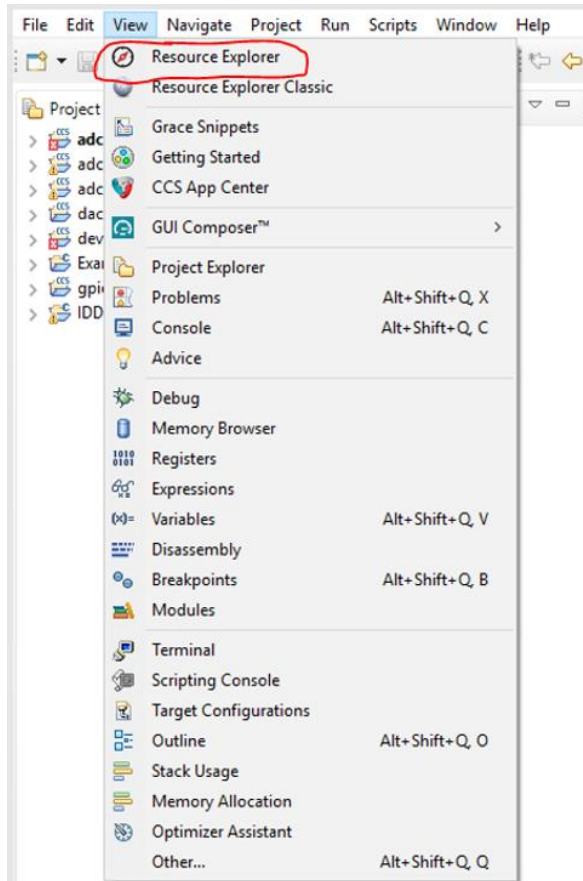 File Edit View Navigate Project Run Scripts Window Help
Resource Explorer
Resource Explorer Classic
Project
adc
adc
adc
dac
dev
Exa
gpi
IDD
Grace Snippets
Getting Started
CCS App Center
GUI Composer™ >
Project Explorer
Problems Alt+Shift+Q, X
Console Alt+Shift+Q, C
Advice
Debug
Memory Browser
Registers
Expressions
Variables Alt+Shift+Q, V
Disassembly
Breakpoints Alt+Shift+Q, B
Modules
Terminal
Scripting Console
Target Configurations
Outline Alt+Shift+Q, O
Stack Usage
Memory Allocation
Optimizer Assistant
Other... Alt+Shift+Q, Q